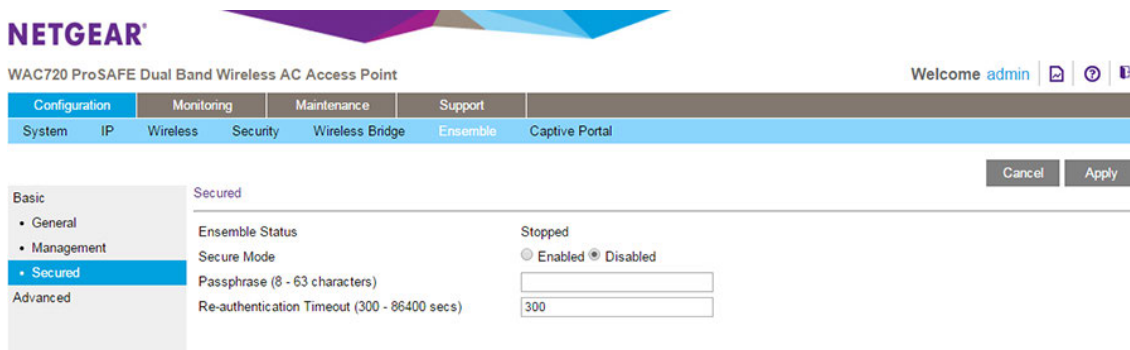 NETGEAR®
WAC720 ProSAFE Dual Band Wireless AC Access Point
Welcome admin
Configuration Monitoring Maintenance Support
System IP Wireless Security Wireless Bridge Ensemble Captive Portal
Cancel Apply
Basic
• General
• Management
• Secured
Advanced
Secured
Ensemble Status Stopped
Secure Mode Enabled Disabled
Passphrase (8 - 63 characters)
Re-authentication Timeout (300 - 86400 secs) 300